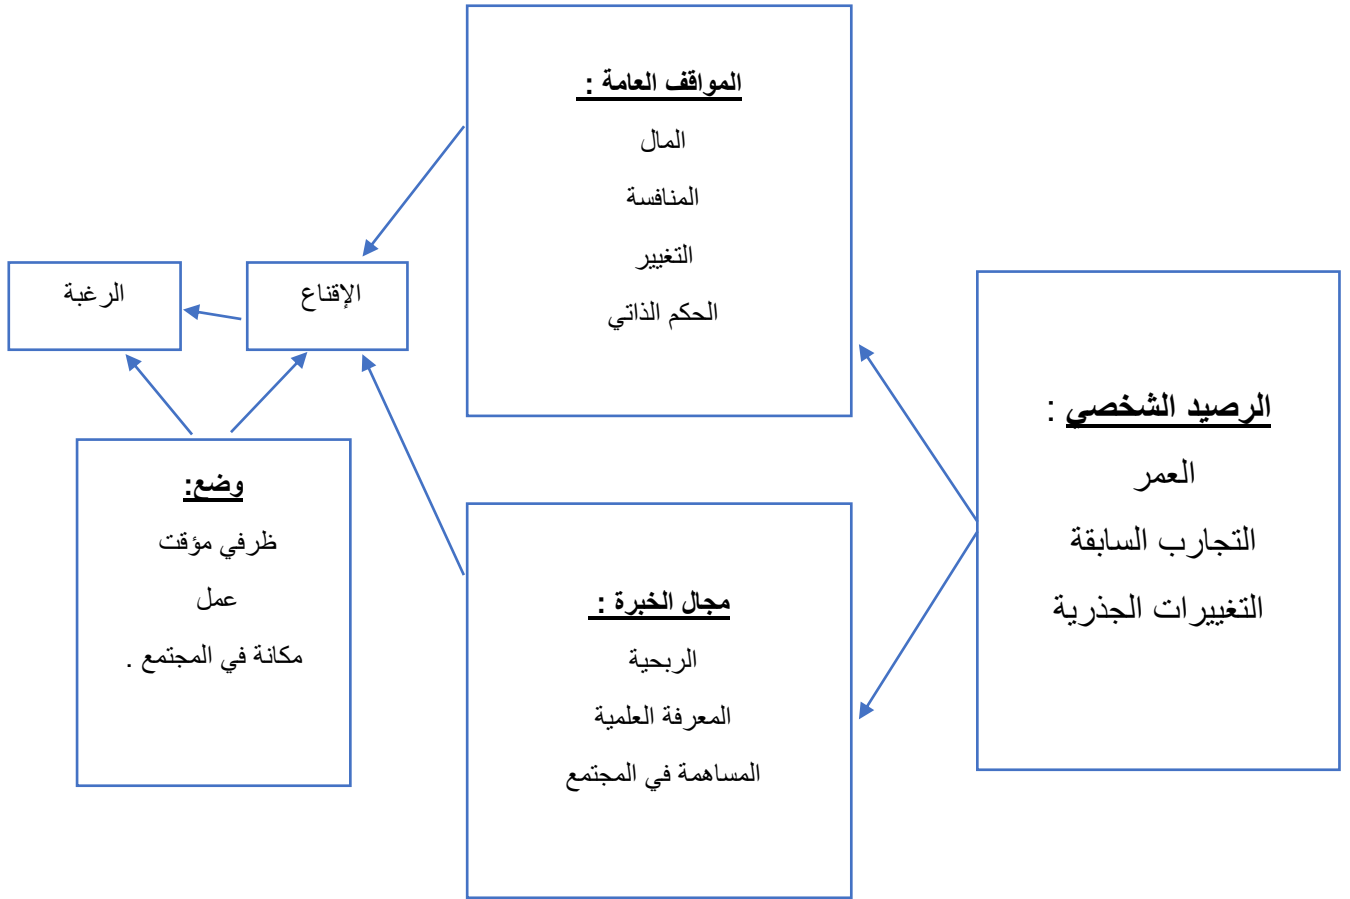 الرصيد الشخصي :
العمر
التجارب السابقة
التغييرات الجذرية
المواقف العامة :
المال
المنافسة
التغيير
الحكم الذاتي
مجال الخبرة :
الربحية
المعرفة العلمية
المساهمة في المجتمع
الإقناع
الرغبة
وضع:
ظرفي مؤقت
عمل
مكانة في المجتمع .